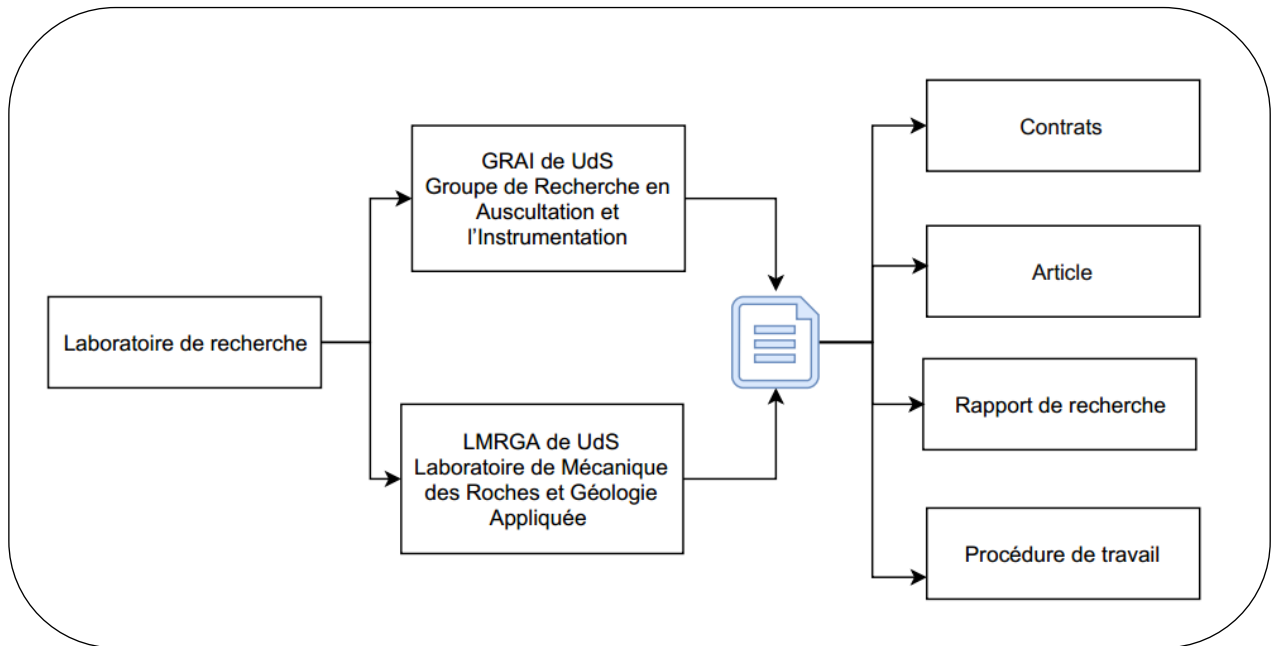 Laboratoire de recherche
GRAI de UdS
Groupe de Recherche en
Auscultation et
l'Instrumentation
LMRGA de UdS
Laboratoire de Mécanique
des Roches et Géologie
Appliquée
Contrats
Article
Rapport de recherche
Procédure de travail